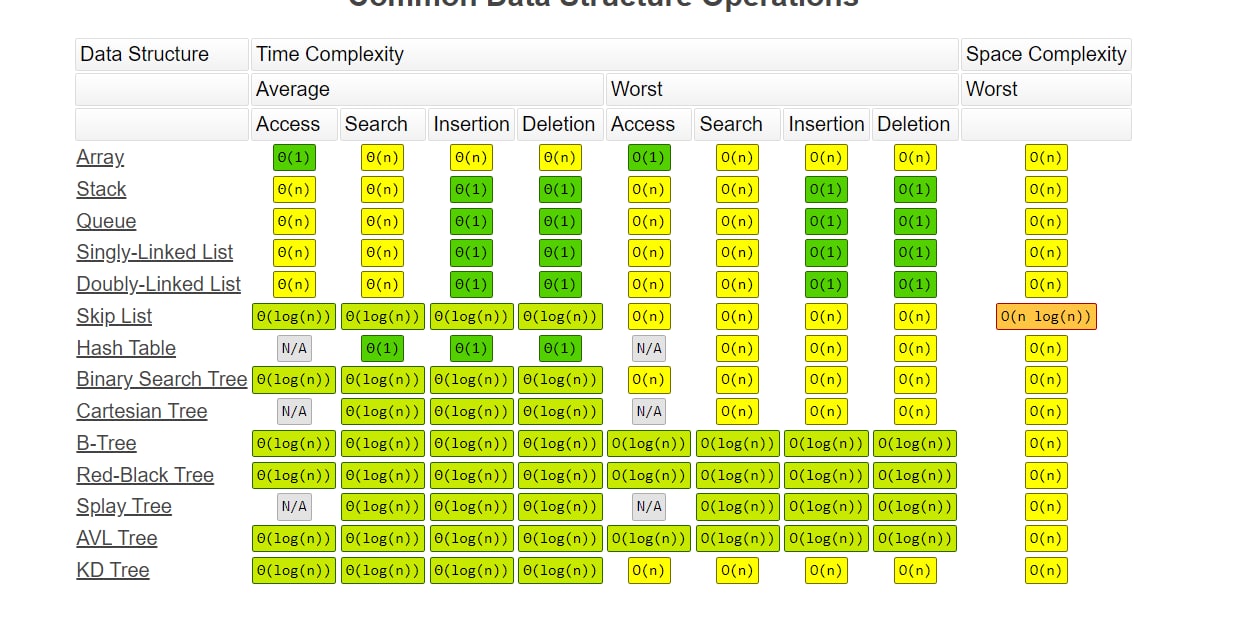 Common Data Structure Operations
Data Structure Time Complexity Space Complexity
Average Worst Worst
Access Search Insertion Deletion Access Search Insertion Deletion
Array Θ(1) Θ(n) Θ(n) Θ(n) O(1) O(n) O(n) O(n) O(n)
Stack Θ(n) Θ(n) Θ(1) Θ(1) O(n) O(n) O(1) O(1) O(n)
Queue Θ(n) Θ(n) Θ(1) Θ(1) O(n) O(n) O(1) O(1) O(n)
Singly-Linked List Θ(n) Θ(n) Θ(1) Θ(1) O(n) O(n) O(1) O(1) O(n)
Doubly-Linked List Θ(n) Θ(n) Θ(1) Θ(1) O(n) O(n) O(1) O(1) O(n)
Skip List Θ(log(n)) Θ(log(n)) Θ(log(n)) Θ(log(n)) O(n) O(n) O(n) O(n) O(n log(n))
Hash Table N/A Θ(1) Θ(1) Θ(1) N/A O(n) O(n) O(n) O(n)
Binary Search Tree Θ(log(n)) Θ(log(n)) Θ(log(n)) Θ(log(n)) O(n) O(n) O(n) O(n) O(n)
Cartesian Tree N/A Θ(log(n)) Θ(log(n)) Θ(log(n)) N/A O(n) O(n) O(n) O(n)
B-Tree Θ(log(n)) Θ(log(n)) Θ(log(n)) Θ(log(n)) O(log(n)) O(log(n)) O(log(n)) O(log(n)) O(n)
Red-Black Tree Θ(log(n)) Θ(log(n)) Θ(log(n)) Θ(log(n)) O(log(n)) O(log(n)) O(log(n)) O(log(n)) O(n)
Splay Tree N/A Θ(log(n)) Θ(log(n)) Θ(log(n)) N/A O(log(n)) O(log(n)) O(log(n)) O(n)
AVL Tree Θ(log(n)) Θ(log(n)) Θ(log(n)) Θ(log(n)) O(log(n)) O(log(n)) O(log(n)) O(log(n)) O(n)
KD Tree Θ(log(n)) Θ(log(n)) Θ(log(n)) Θ(log(n)) O(n) O(n) O(n) O(n) O(n)